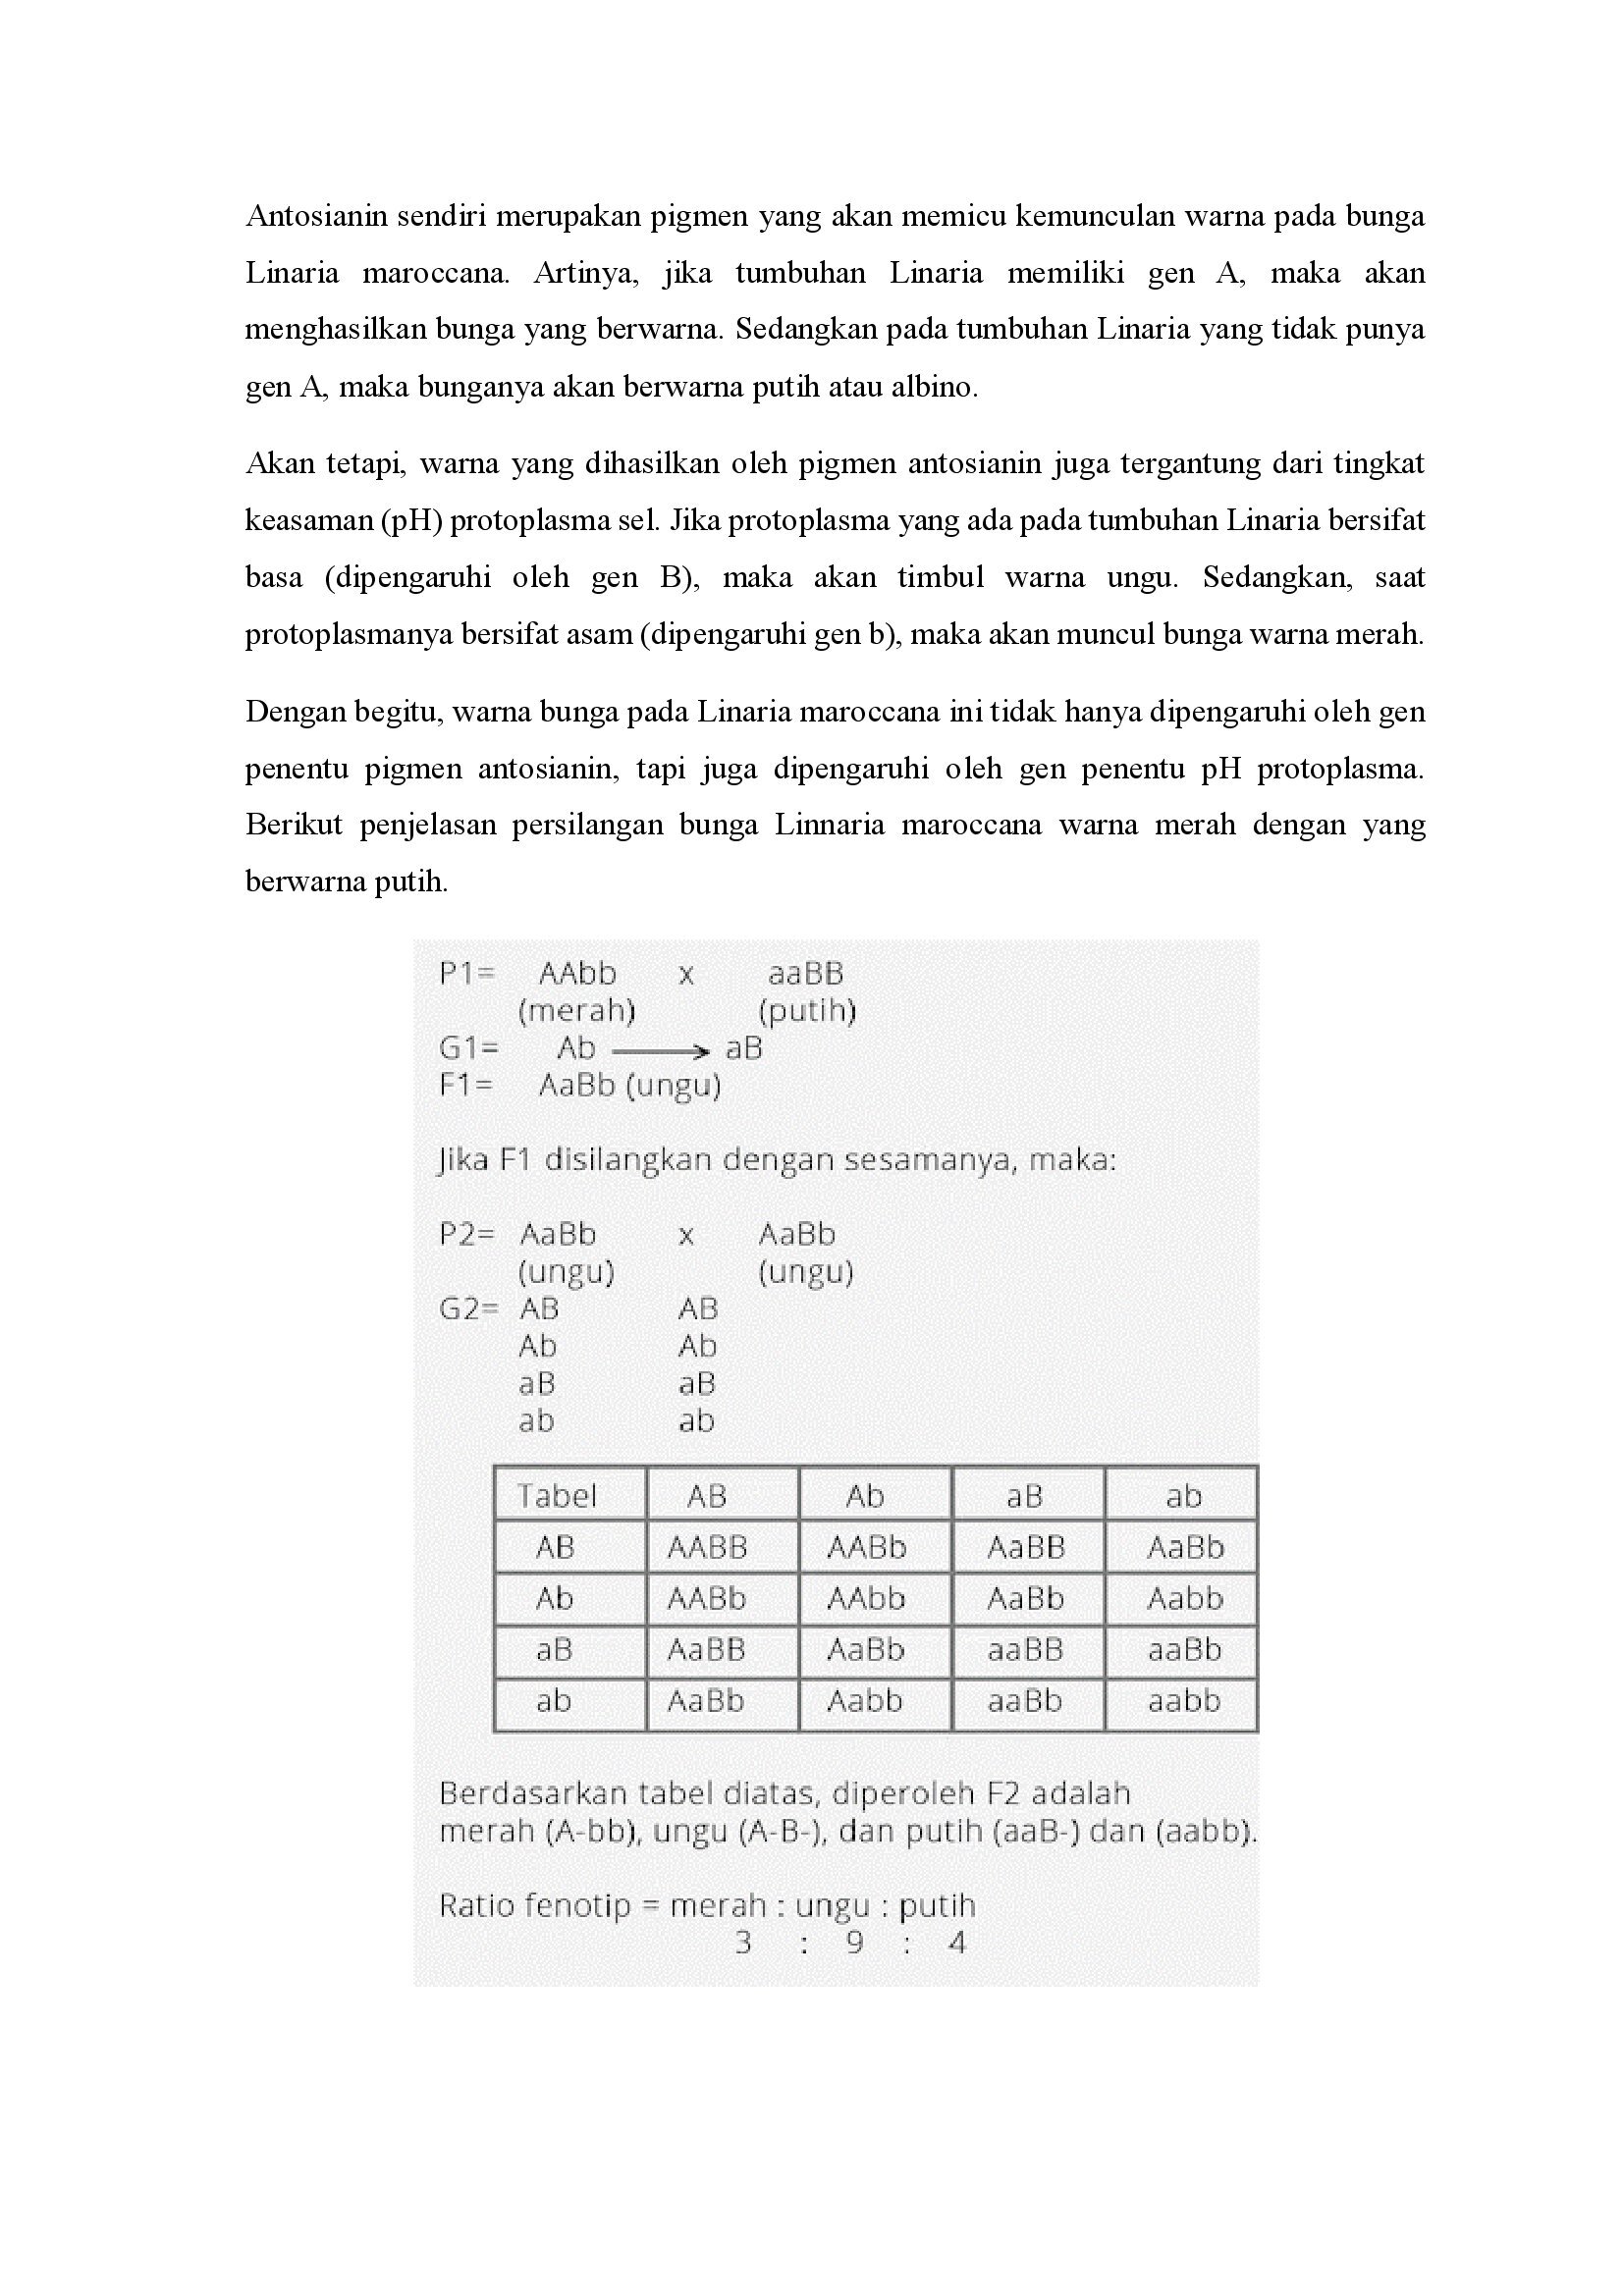 Antosianin sendiri merupakan pigmen yang akan memicu kemunculan warna pada bunga
Linaria maroccana. Artinya, jika tumbuhan Linaria memiliki gen A, maka akan
menghasilkan bunga yang berwarna. Sedangkan pada tumbuhan Linaria yang tidak punya
gen A, maka bunganya akan berwarna putih atau albino.
Akan tetapi, warna yang dihasilkan oleh pigmen antosianin juga tergantung dari tingkat
keasaman (pH) protoplasma sel. Jika protoplasma yang ada pada tumbuhan Linaria bersifat
basa (dipengaruhi oleh gen B), maka akan timbul warna ungu. Sedangkan, saat
protoplasmanya bersifat asam (dipengaruhi gen b), maka akan muncul bunga warna merah.
Dengan begitu, warna bunga pada Linaria maroccana ini tidak hanya dipengaruhi oleh gen
penentu pigmen antosianin, tapi juga dipengaruhi oleh gen penentu pH protoplasma.
Berikut penjelasan persilangan bunga Linnaria maroccana warna merah dengan yang
berwarna putih.
P1= AAbb x aaBB
(merah) (putih)
G1= Ab ⟶ aB
F1= AaBb (ungu)
Jika F1 disilangkan dengan sesamanya, maka:
P2= AaBb x AaBb
(ungu) (ungu)
G2= AB AB
Ab Ab
aB aB
ab ab
Tabel AB Ab aB ab
AB AABB AABb AaBB AaBb
Ab AABb AAbb AaBb Aabb
aB AaBB AaBb aaBB aaBb
ab AaBb Aabb aaBb aabb
Berdasarkan tabel diatas, diperoleh F2 adalah
merah (A-bb), ungu (A-B-), dan putih (aaB-) dan (aabb).
Ratio fenotip = merah : ungu : putih
3 : 9 : 4